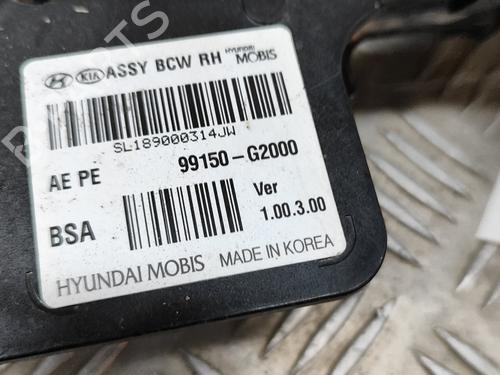 KIA ASSY BCW RH HYUNDAI MOBIS
SL189000314JW
AE PE 99150-G2000
BSA Ver 1.00.3.00
HYUNDAI MOBIS MADE IN KOREA